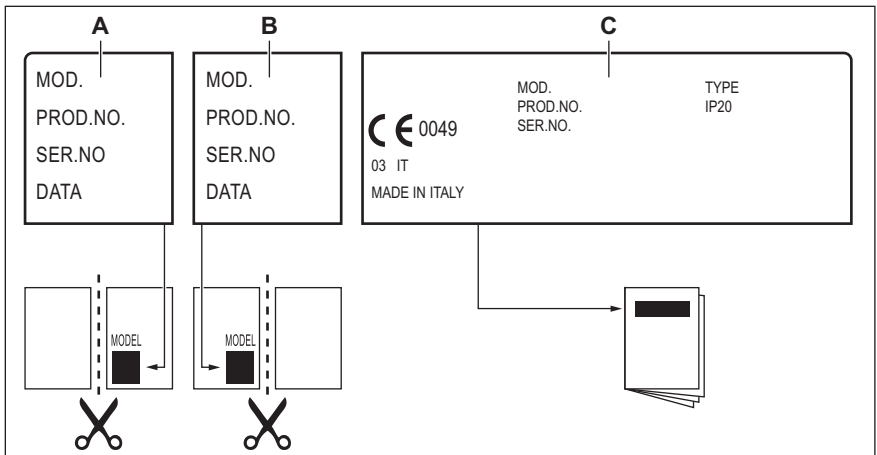 A
B
C
MOD.
PROD.NO.
SER.NO
DATA
MOD.
PROD.NO.
SER.NO
DATA
MOD.
PROD.NO.
SER.NO.
TYPE
IP20
CE 0049
03 IT
MADE IN ITALY
MODEL
MODEL